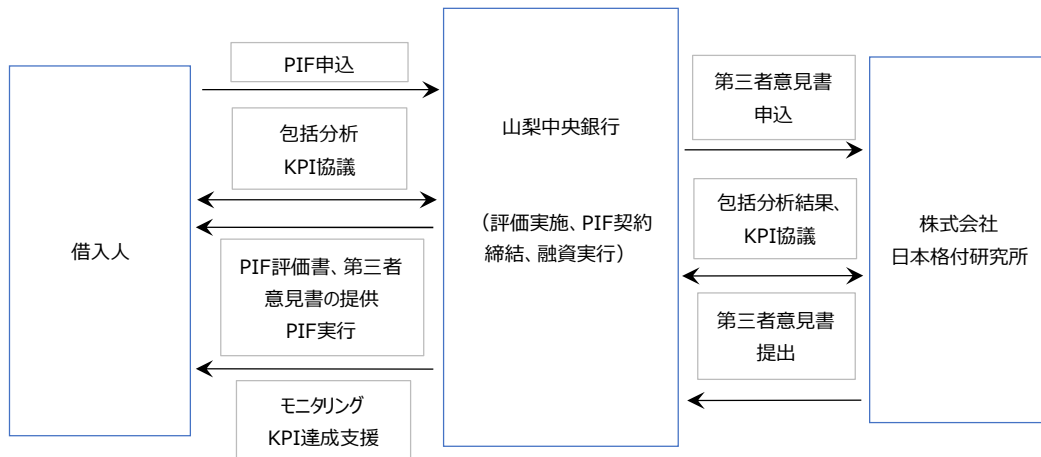 借入人
PIF申込
包括分析
KPI協議
PIF評価書、第三者
意見書の提供
PIF実行
モニタリング
KPI達成支援
山梨中央銀行
（評価実施、PIF契約
締結、融資実行）
第三者意見書
申込
包括分析結果、
KPI協議
第三者意見書
提出
株式会社
日本格付研究所